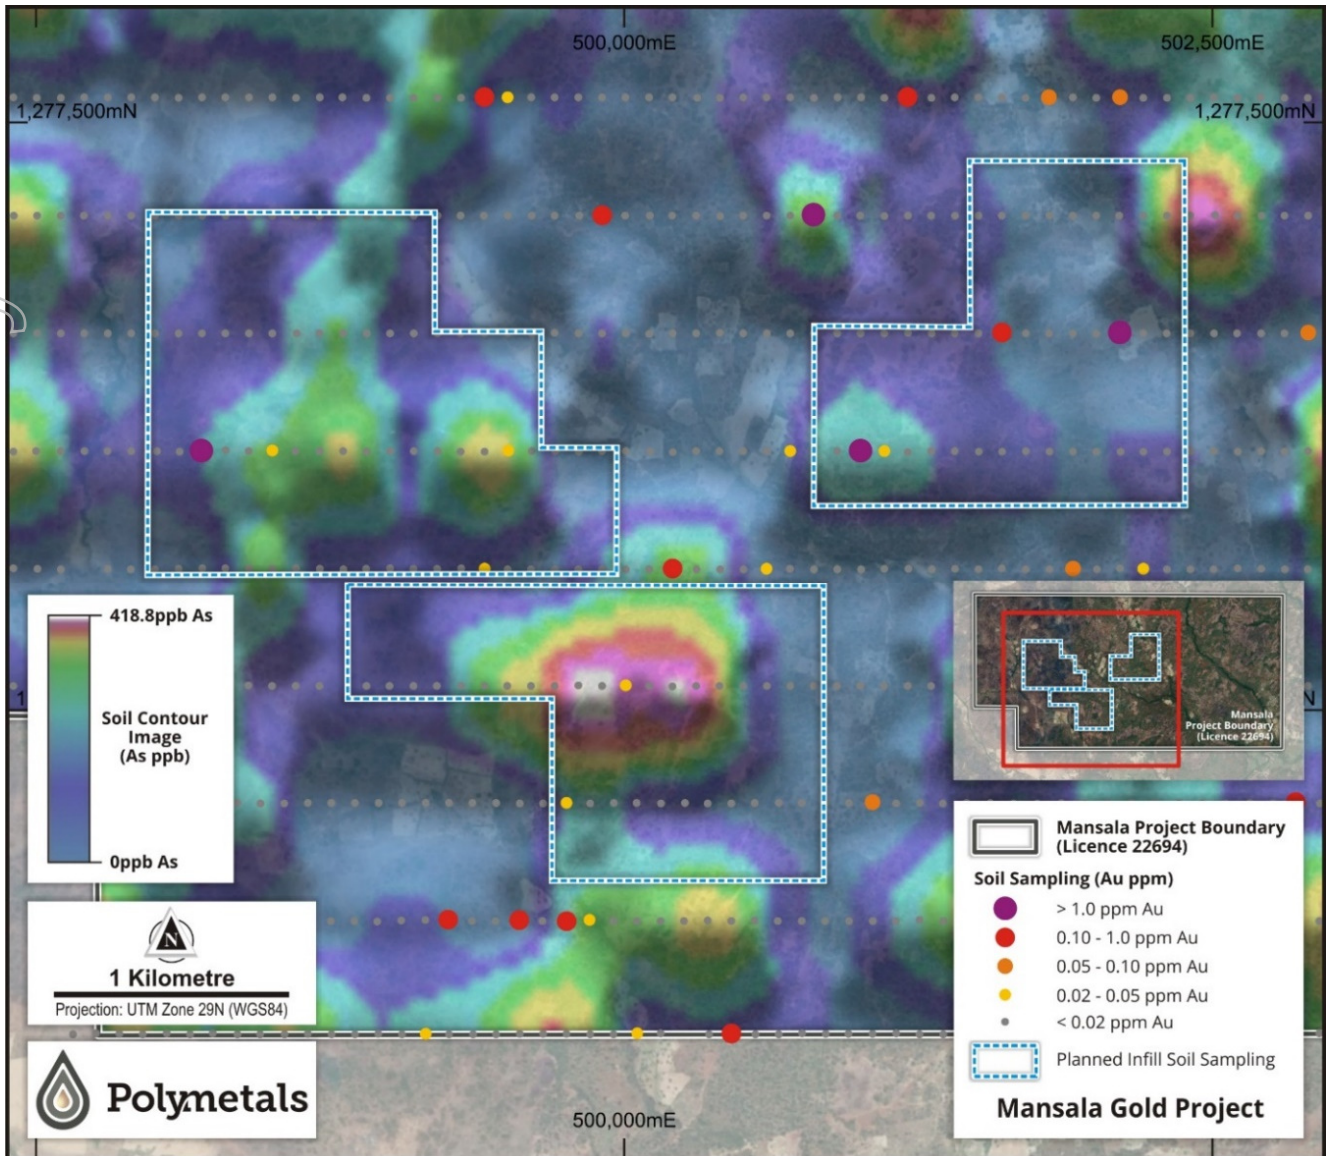 500,000mE
502,500mE
1,277,500mN
1,277,500mN
418.8ppb As
Soil Contour
Image
(As ppb)
0ppb As
Mansala
Project Boundary
(Licence 22694)
N
1 Kilometre
Projection: UTM Zone 29N (WGS84)
Polymetals
Mansala Project Boundary
(Licence 22694)
Soil Sampling (Au ppm)
> 1.0 ppm Au
0.10 - 1.0 ppm Au
0.05 - 0.10 ppm Au
0.02 - 0.05 ppm Au
< 0.02 ppm Au
Planned Infill Soil Sampling
Mansala Gold Project
500,000mE